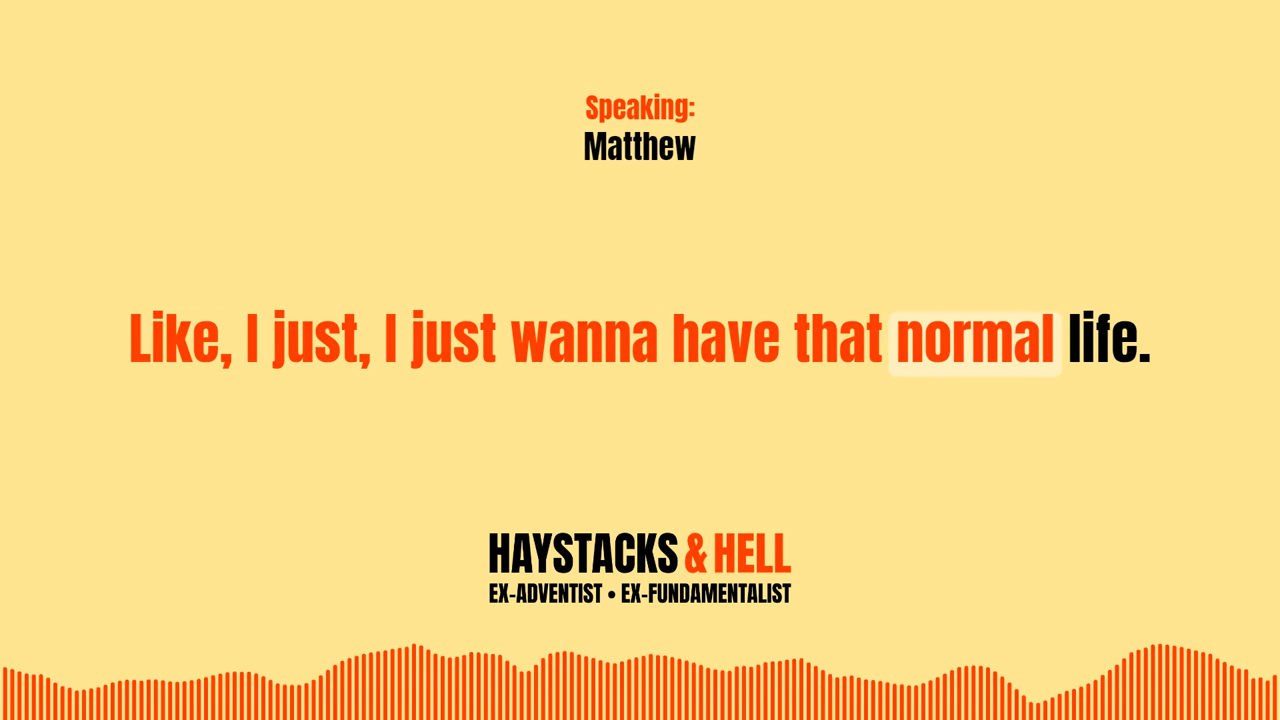 Speaking:
Matthew
Like, I just, I just wanna have that normal life.
HAYSTACKS & HELL
EX-ADVENTIST • EX-FUNDAMENTALIST